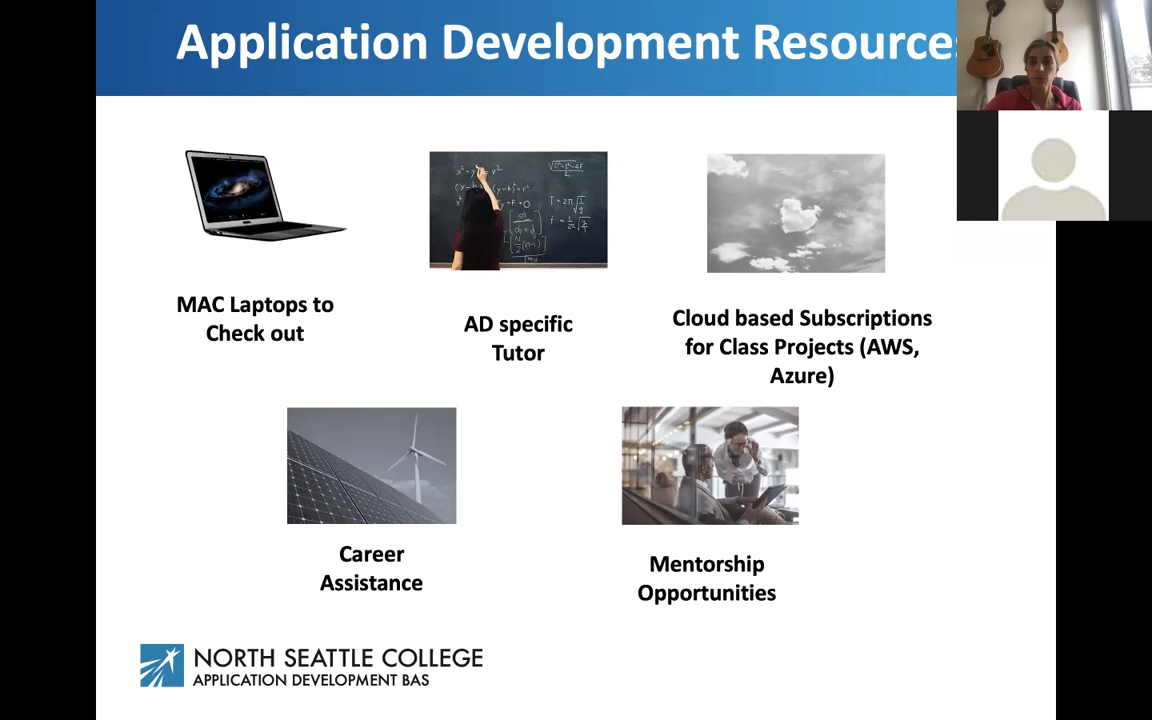 Application Development Resources
MAC Laptops to
Check out
AD specific
Tutor
Cloud based Subscriptions
for Class Projects (AWS,
Azure)
Career
Assistance
Mentorship
Opportunities
NORTH SEATTLE COLLEGE
APPLICATION DEVELOPMENT BAS